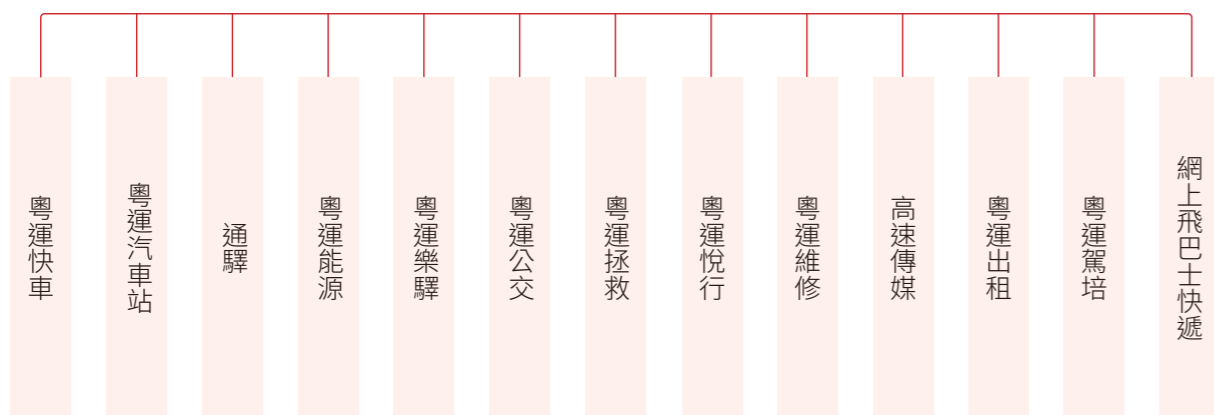 粵運快車
粵運汽車站
通驛
粵運能源
粵運樂驛
粵運公交
粵運拯救
粵運悅行
粵運維修
高速傳媒
粵運出租
粵運駕培
網上飛巴士快遞